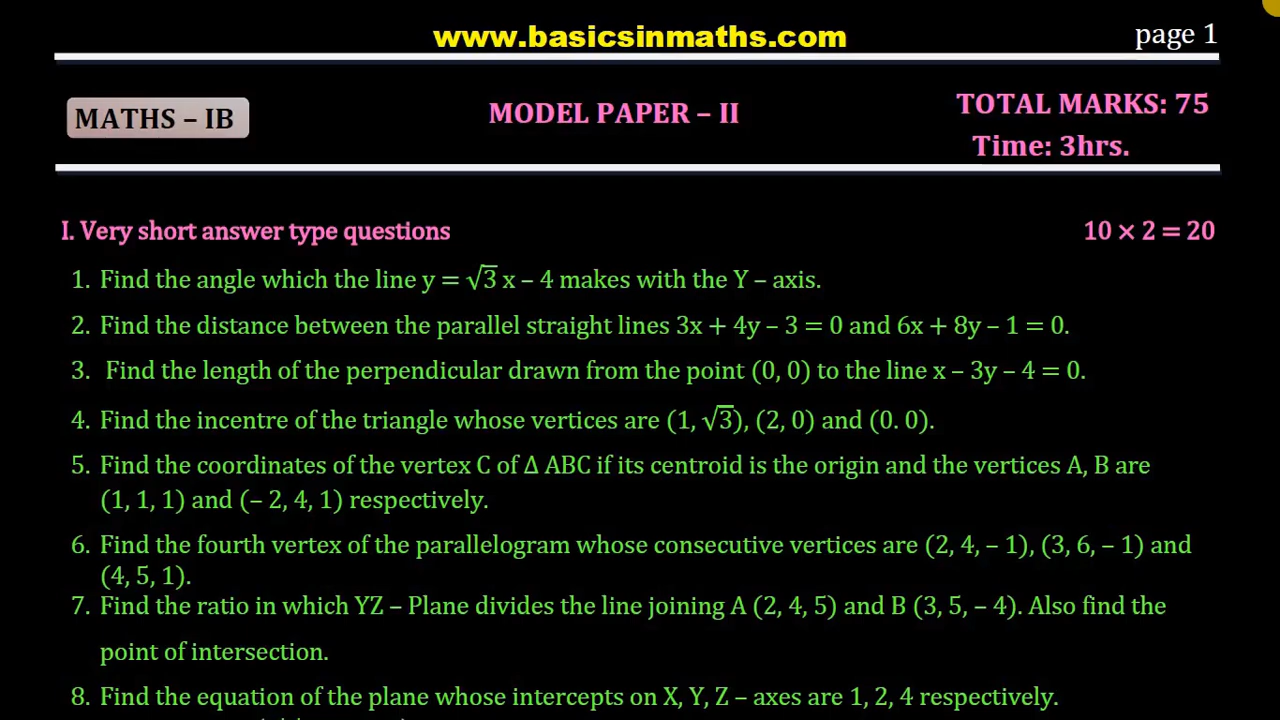 www.basicsinmaths.com
page 1
MATHS – IB
MODEL PAPER – II
TOTAL MARKS: 75
Time: 3hrs.
I. Very short answer type questions 10 × 2 = 20
1. Find the angle which the line y = √3 x – 4 makes with the Y – axis.
2. Find the distance between the parallel straight lines 3x + 4y – 3 = 0 and 6x + 8y – 1 = 0.
3. Find the length of the perpendicular drawn from the point (0, 0) to the line x – 3y – 4 = 0.
4. Find the incentre of the triangle whose vertices are (1, √3), (2, 0) and (0. 0).
5. Find the coordinates of the vertex C of Δ ABC if its centroid is the origin and the vertices A, B are
(1, 1, 1) and (– 2, 4, 1) respectively.
6. Find the fourth vertex of the parallelogram whose consecutive vertices are (2, 4, – 1), (3, 6, – 1) and
(4, 5, 1).
7. Find the ratio in which YZ – Plane divides the line joining A (2, 4, 5) and B (3, 5, – 4). Also find the
point of intersection.
8. Find the equation of the plane whose intercepts on X, Y, Z – axes are 1, 2, 4 respectively.